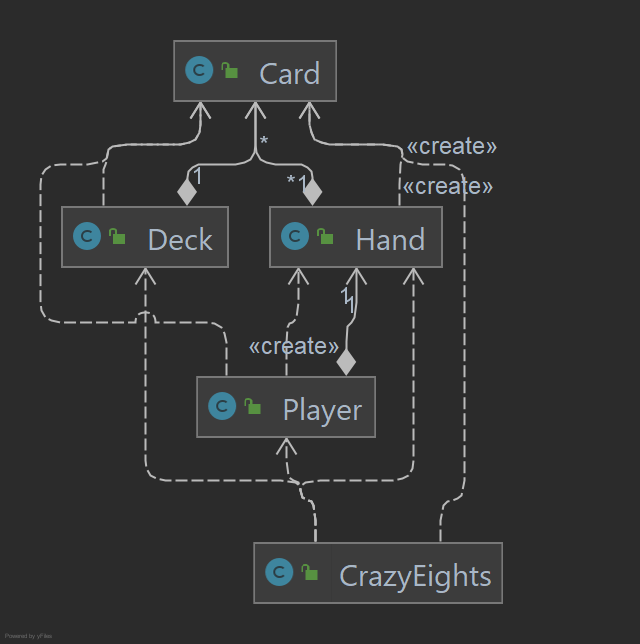 C Card
«create»
*
1
* 1
«create»
C Deck
C Hand
1
1
«create»
C Player
C CrazyEights
Powered by yFiles